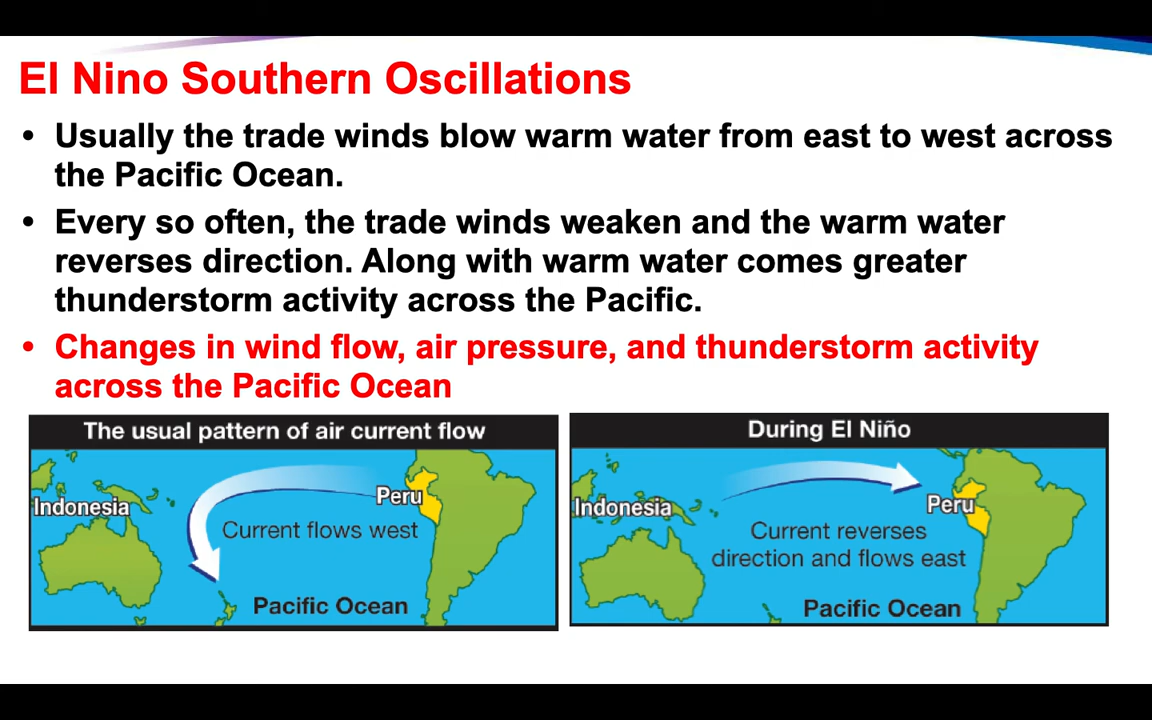 El Nino Southern Oscillations
• Usually the trade winds blow warm water from east to west across
the Pacific Ocean.
• Every so often, the trade winds weaken and the warm water
reverses direction. Along with warm water comes greater
thunderstorm activity across the Pacific.
• Changes in wind flow, air pressure, and thunderstorm activity
across the Pacific Ocean
The usual pattern of air current flow
Indonesia
Peru
Current flows west
Pacific Ocean
During El Niño
Indonesia
Peru
Current reverses
direction and flows east
Pacific Ocean